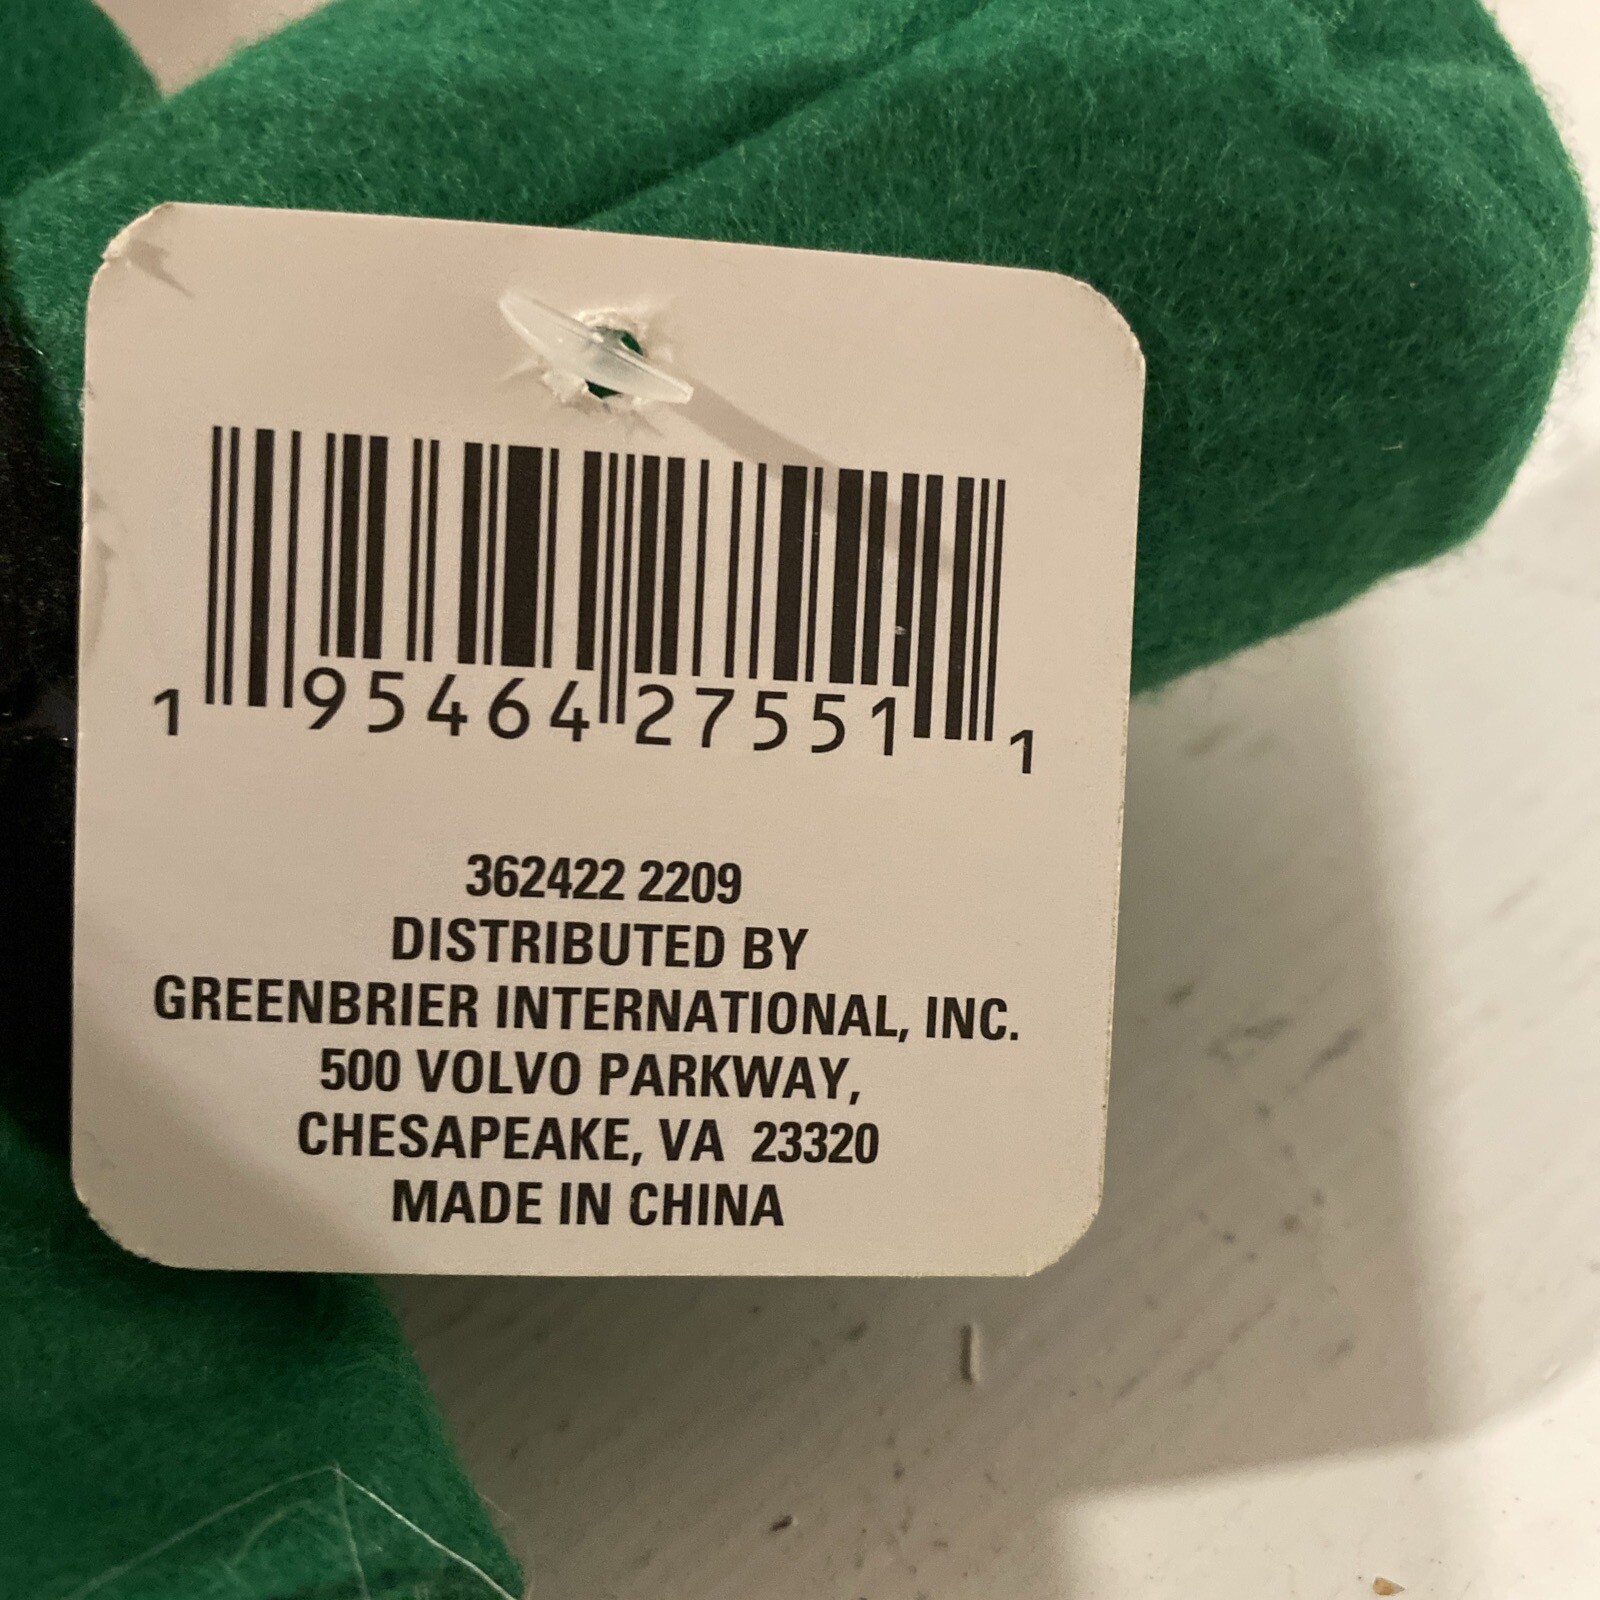 1 95464 27551 1
362422 2209
DISTRIBUTED BY
GREENBRIER INTERNATIONAL, INC.
500 VOLVO PARKWAY,
CHESAPEAKE, VA 23320
MADE IN CHINA